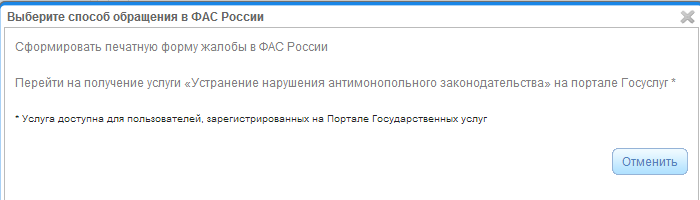 Выберите способ обращения в ФАС России
Сформировать печатную форму жалобы в ФАС России
Перейти на получение услуги «Устранение нарушения антимонопольного законодательства» на портале Госуслуг *
* Услуга доступна для пользователей, зарегистрированных на Портале Государственных услуг
Отменить